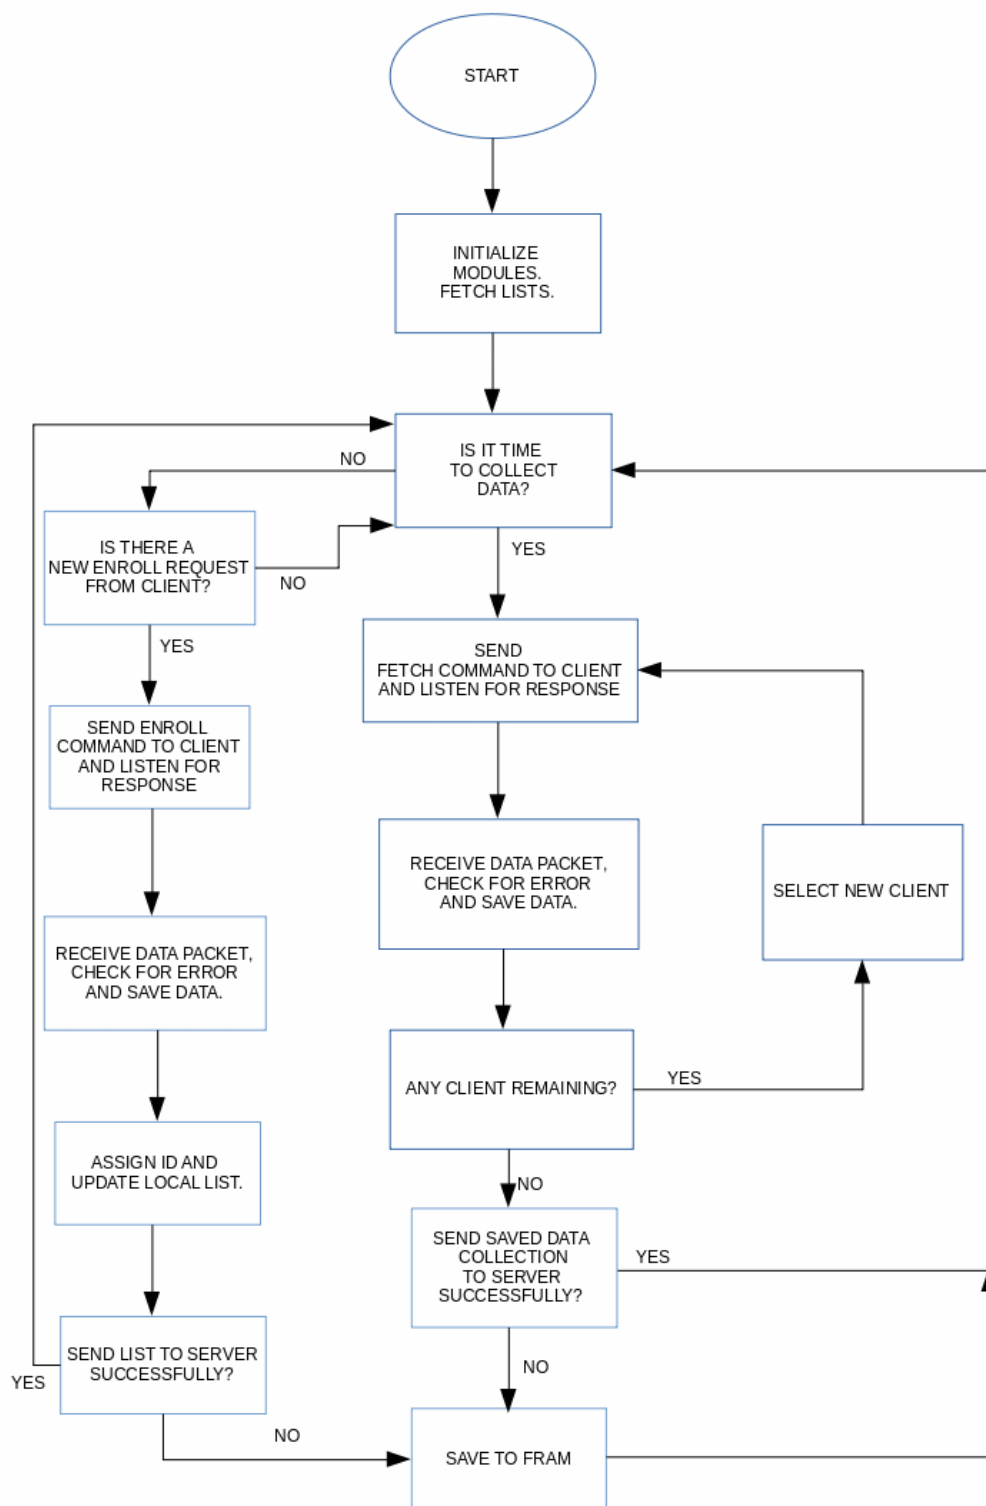 START
INITIALIZE
MODULES.
FETCH LISTS.
IS IT TIME
TO COLLECT
DATA?
NO
IS THERE A
NEW ENROLL REQUEST
FROM CLIENT?
NO
YES
YES
SEND
FETCH COMMAND TO CLIENT
AND LISTEN FOR RESPONSE
SEND ENROLL
COMMAND TO CLIENT
AND LISTEN FOR
RESPONSE
RECEIVE DATA PACKET,
CHECK FOR ERROR
AND SAVE DATA.
SELECT NEW CLIENT
RECEIVE DATA PACKET,
CHECK FOR ERROR
AND SAVE DATA.
ANY CLIENT REMAINING?
YES
NO
ASSIGN ID AND
UPDATE LOCAL LIST.
SEND SAVED DATA
COLLECTION
TO SERVER
SUCCESSFULLY?
YES
NO
SEND LIST TO SERVER
SUCCESSFULLY?
YES
NO
SAVE TO FRAM